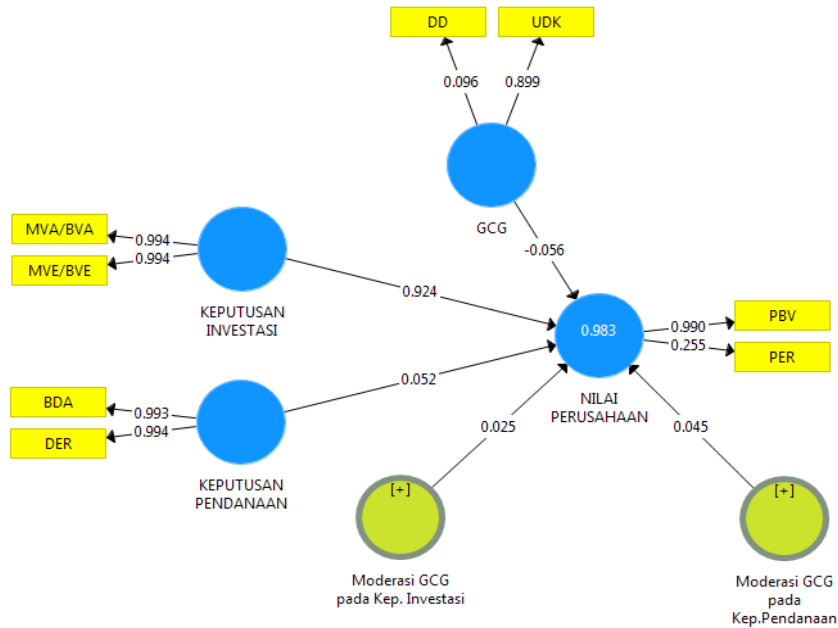 DD
UDK
0.096
0.899
GCG
-0.056
MVA/BVA
0.994
MVE/BVE
0.994
KEPUTUSAN
INVESTASI
0.924
0.983
NILAI
PERUSAHAAN
0.990
PBV
0.255
PER
BDA
0.993
DER
0.994
KEPUTUSAN
PENDANAAN
0.052
0.025
0.045
[+]
Moderasi GCG
pada Kep. Investasi
[+]
Moderasi GCG
pada
Kep.Pendanaan